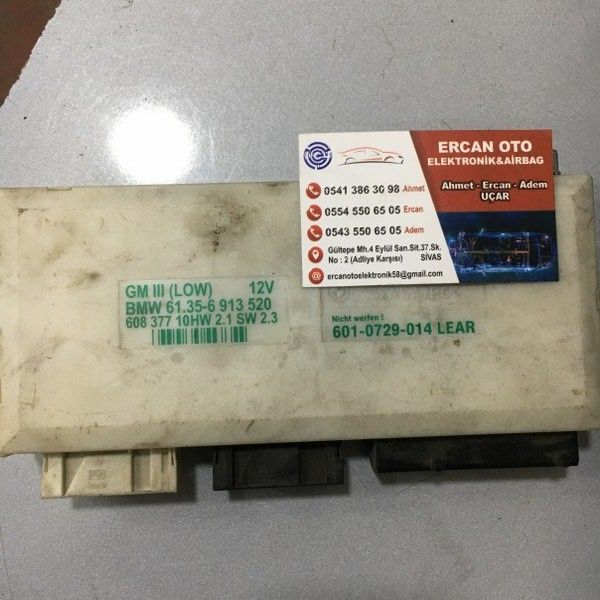 ERCAN OTO
ELEKTRONİK&AİRBAG
Ahmet - Ercan - Adem
UÇAR
0541 386 30 98 Ahmet
0554 550 65 05 Ercan
0543 550 65 05 Adem
Gültepe Mh.4 Eylül San.Sit.37.Sk.
No : 2 (Adliye Karşısı) SİVAS
ercanotoelektronik58@gmail.com
GM III (LOW) 12V
BMW 61.35-6 913 520
608 377 10HW 2.1 SW 2.3
Nicht werfen !
601-0729-014 LEAR